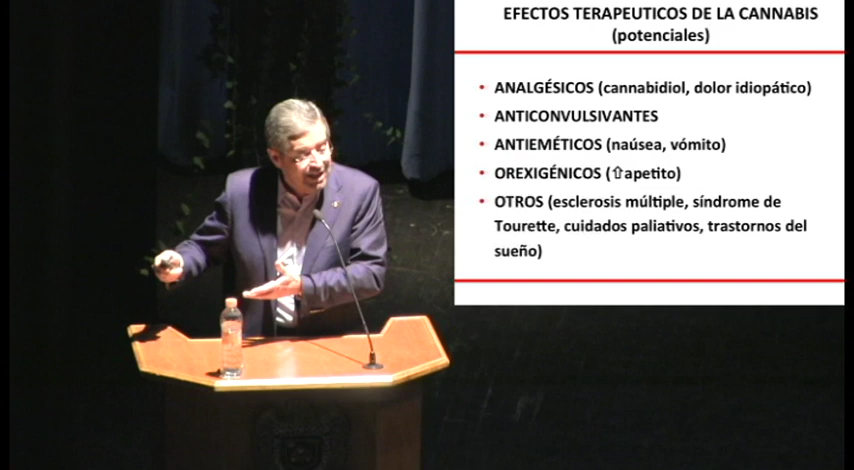 EFECTOS TERAPEUTICOS DE LA CANNABIS
(potenciales)
• ANALGÉSICOS (cannabidiol, dolor idiopático)
• ANTICONVULSIVANTES
• ANTIEMÉTICOS (naúsea, vómito)
• OREXIGÉNICOS (⇧apetito)
• OTROS (esclerosis múltiple, síndrome de
Tourette, cuidados paliativos, trastornos del
sueño)